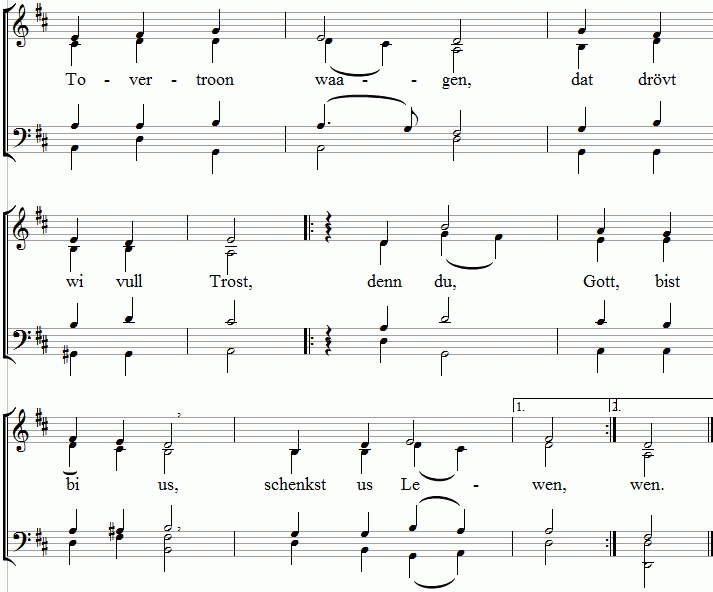 To - ver - troon waa - - gen, dat drövt
wi vull Trost, denn du, Gott, bist
1. 2.
bi us, schenkst us Le - wen, wen.